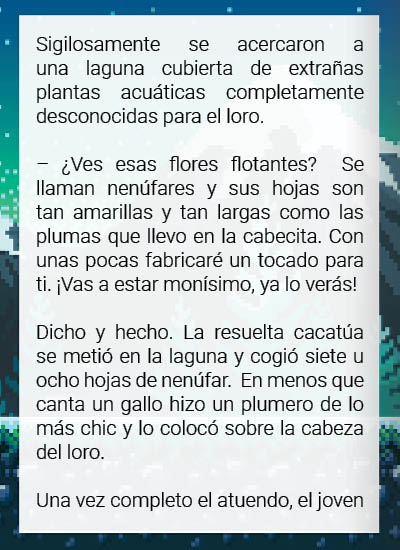 Sigilosamente se acercaron a
una laguna cubierta de extrañas
plantas acuáticas completamente
desconocidas para el loro.
– ¿Ves esas flores flotantes? Se
llaman nenúfares y sus hojas son
tan amarillas y tan largas como las
plumas que llevo en la cabecita. Con
unas pocas fabricaré un tocado para
ti. ¡Vas a estar monísimo, ya lo verás!
Dicho y hecho. La resuelta cacatúa
se metió en la laguna y cogió siete u
ocho hojas de nenúfar. En menos que
canta un gallo hizo un plumero de lo
más chic y lo colocó sobre la cabeza
del loro.
Una vez completo el atuendo, el joven